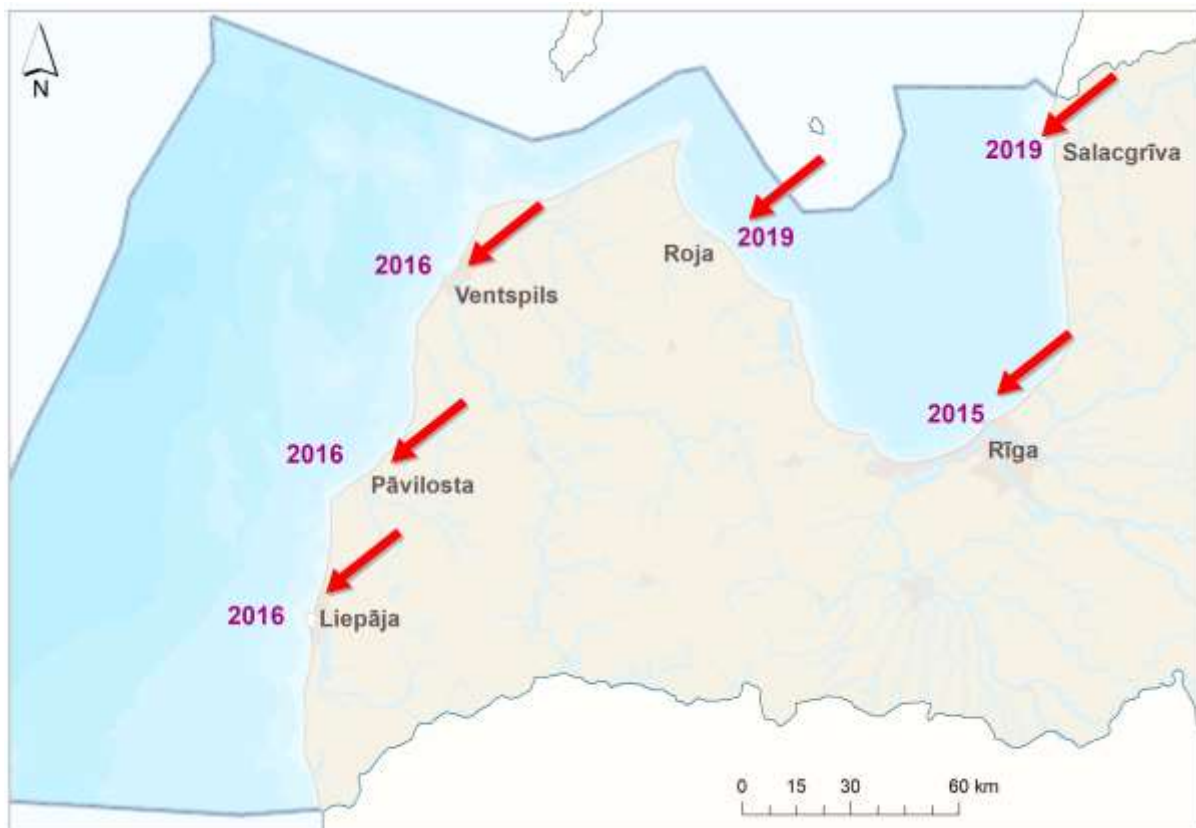 N
2019
Salacgrīva
2019
Roja
2016
Ventspils
2015
Rīga
2016
Pāvilosta
2016
Liepāja
0 15 30 60 km